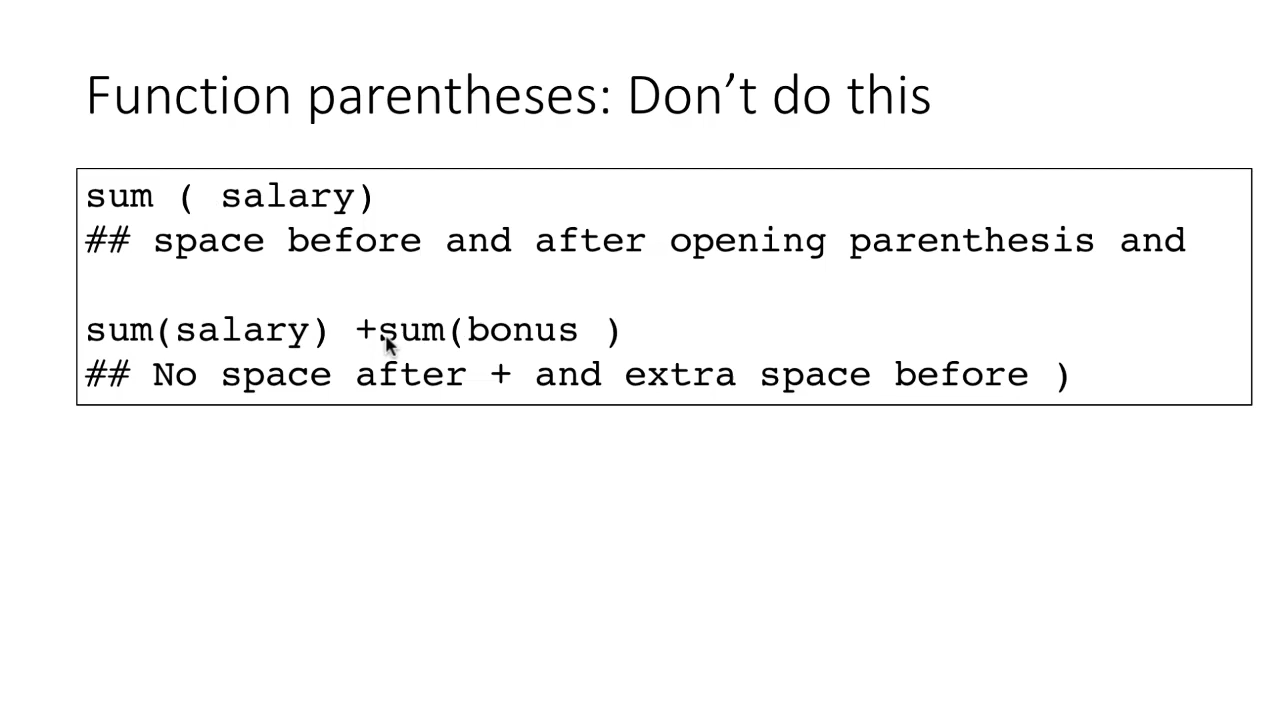 Function parentheses: Don’t do this
sum ( salary)
## space before and after opening parenthesis and
sum(salary) +sum(bonus )
## No space after + and extra space before )